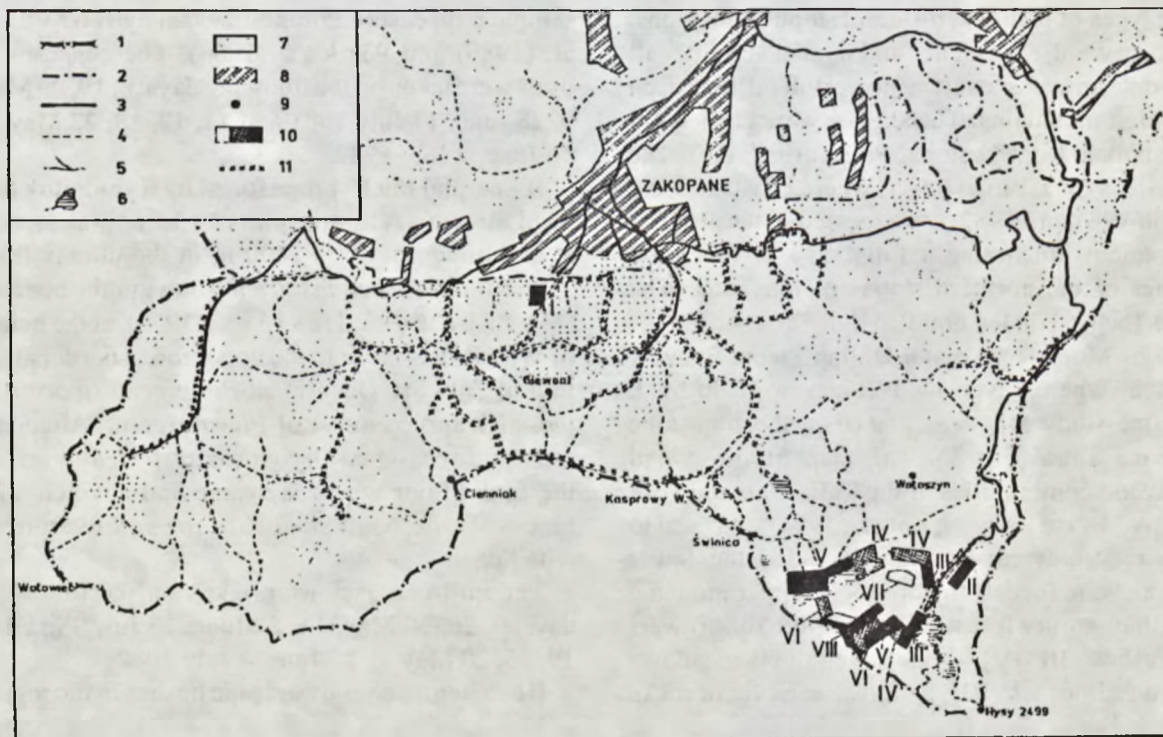 1
2
3
4
5
6
7
8
9
10
11
ZAKOPANE
Giewont
Ciemniak
Kasprowy W.
Wołoszyn
Świnica
Wołowiec
IV
IV
V
III
II
VII
VI
VIII
VI
V
IV
III
Rysy 2499